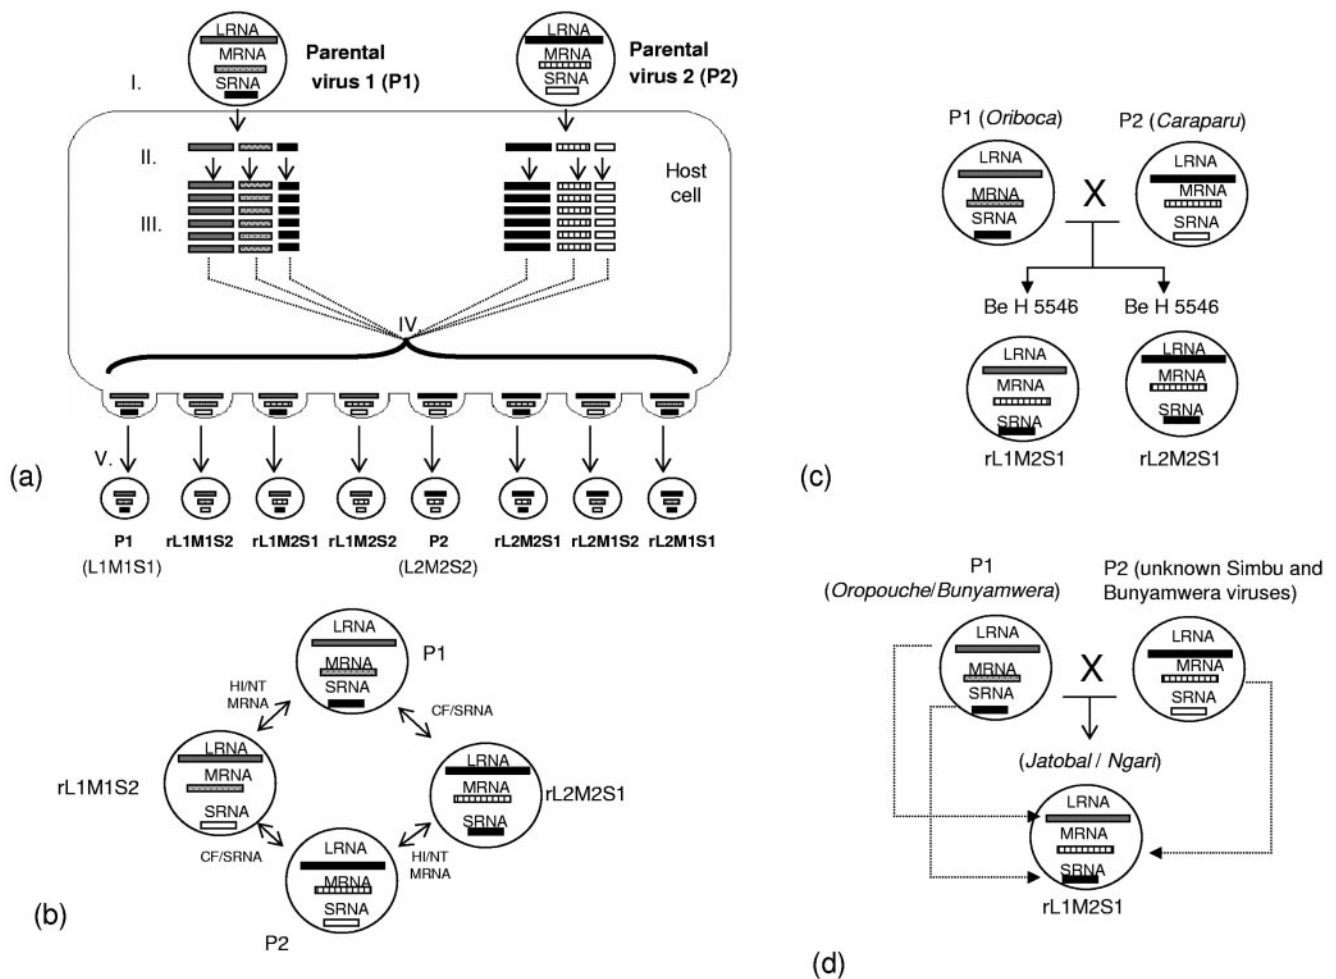 LRNA
MRNA
SRNA
Parental
virus 1 (P1)
LRNA
MRNA
SRNA
Parental
virus 2 (P2)
I.
II.
III.
Host
cell
IV.
V.
(a)
P1
(L1M1S1)
rL1M1S2
rL1M2S1
rL1M2S2
P2
(L2M2S2)
rL2M2S1
rL2M1S2
rL2M1S1
LRNA
MRNA
SRNA
P1
HI/NT
MRNA
CF/SRNA
rL1M1S2
LRNA
MRNA
SRNA
LRNA
MRNA
SRNA
rL2M2S1
CF/SRNA
HI/NT
MRNA
LRNA
MRNA
SRNA
P2
(b)
P1 (Oriboca)
P2 (Caraparu)
LRNA
MRNA
SRNA
X
LRNA
MRNA
SRNA
Be H 5546
Be H 5546
LRNA
MRNA
SRNA
LRNA
MRNA
SRNA
rL1M2S1
rL2M2S1
(c)
P1
(Oropouche/Bunyamwera)
P2 (unknown Simbu and
Bunyamwera viruses)
LRNA
MRNA
SRNA
X
LRNA
MRNA
SRNA
(Jatobal / Ngari)
LRNA
MRNA
SRNA
rL1M2S1
(d)